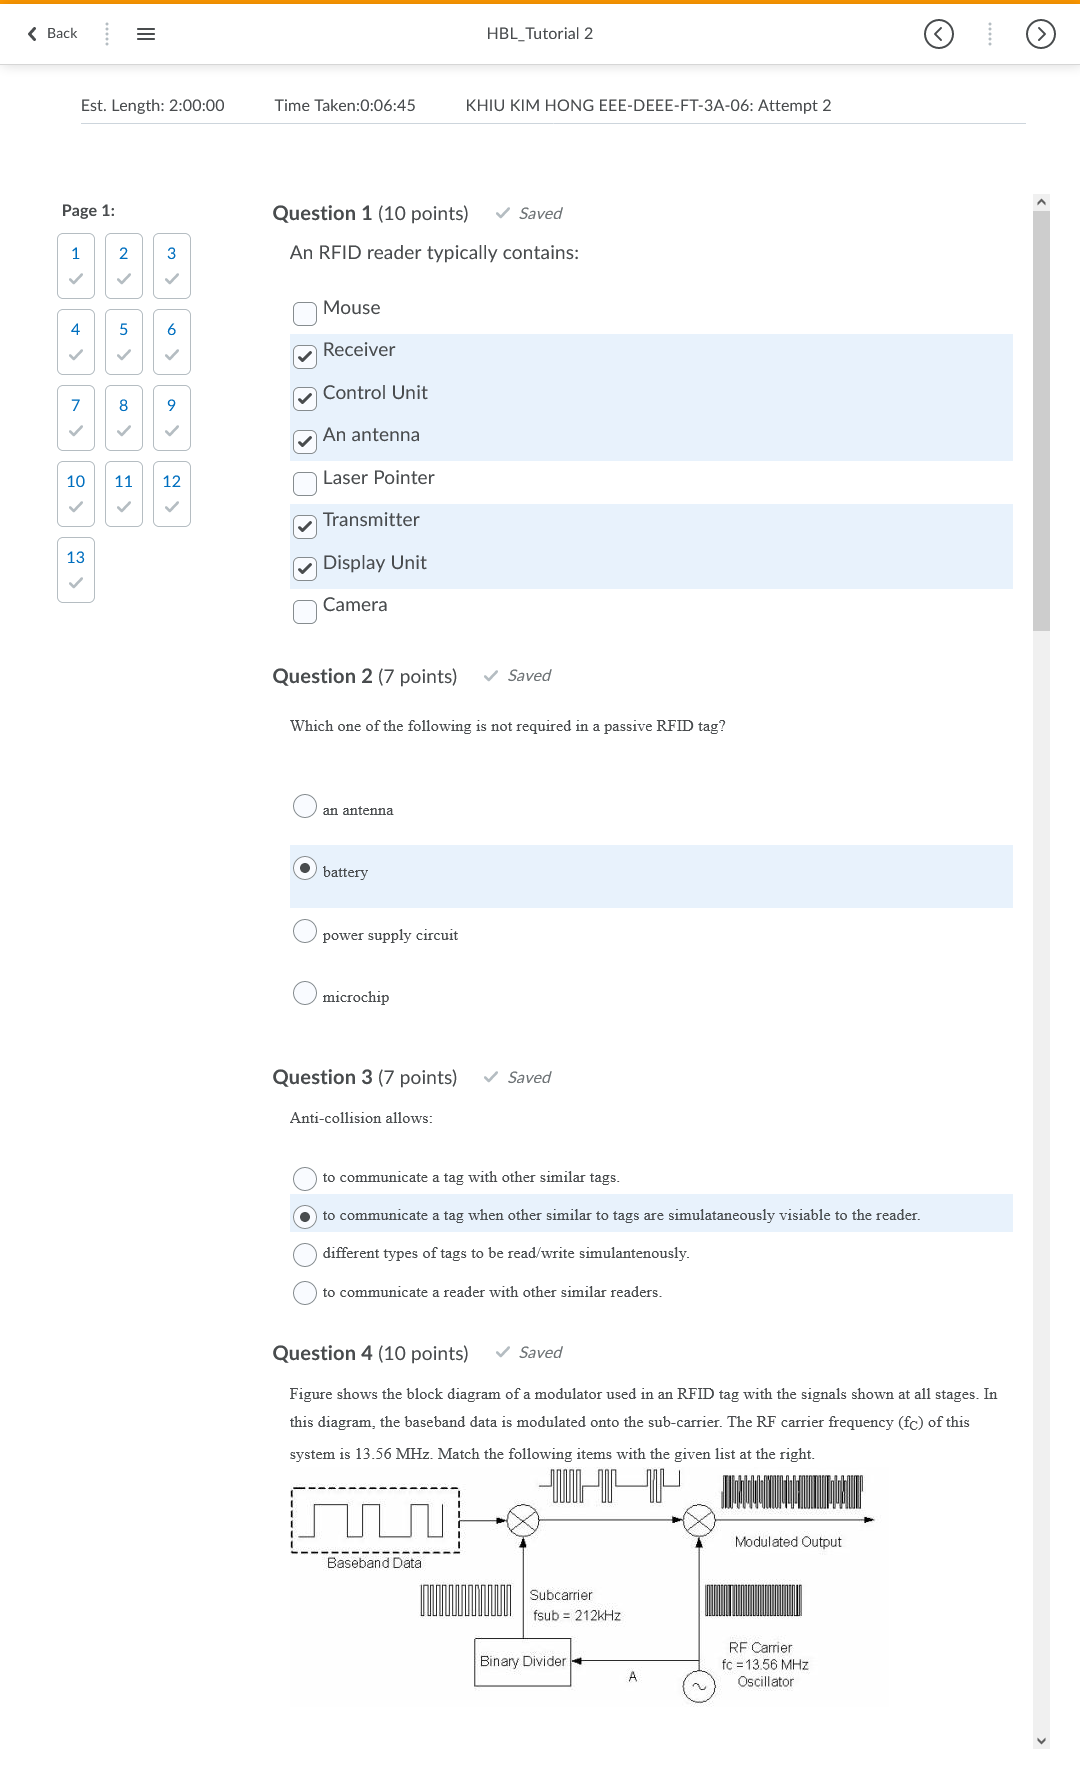 Back
HBL_Tutorial 2
Est. Length: 2:00:00 Time Taken:0:06:45 KHIU KIM HONG EEE-DEEE-FT-3A-06: Attempt 2
Page 1:
1 2 3
4 5 6
7 8 9
10 11 12
13
Question 1 (10 points) Saved
An RFID reader typically contains:
Mouse
Receiver
Control Unit
An antenna
Laser Pointer
Transmitter
Display Unit
Camera
Question 2 (7 points) Saved
Which one of the following is not required in a passive RFID tag?
an antenna
battery
power supply circuit
microchip
Question 3 (7 points) Saved
Anti-collision allows:
to communicate a tag with other similar tags.
to communicate a tag when other similar to tags are simulataneously visiable to the reader.
different types of tags to be read/write simulantenously.
to communicate a reader with other similar readers.
Question 4 (10 points) Saved
Figure shows the block diagram of a modulator used in an RFID tag with the signals shown at all stages. In
this diagram, the baseband data is modulated onto the sub-carrier. The RF carrier frequency (fC) of this
system is 13.56 MHz. Match the following items with the given list at the right.
Modulated Output
Baseband Data
Subcarrier
fsub = 212kHz
Binary Divider
A
RF Carrier
fc =13.56 MHz
Oscillator